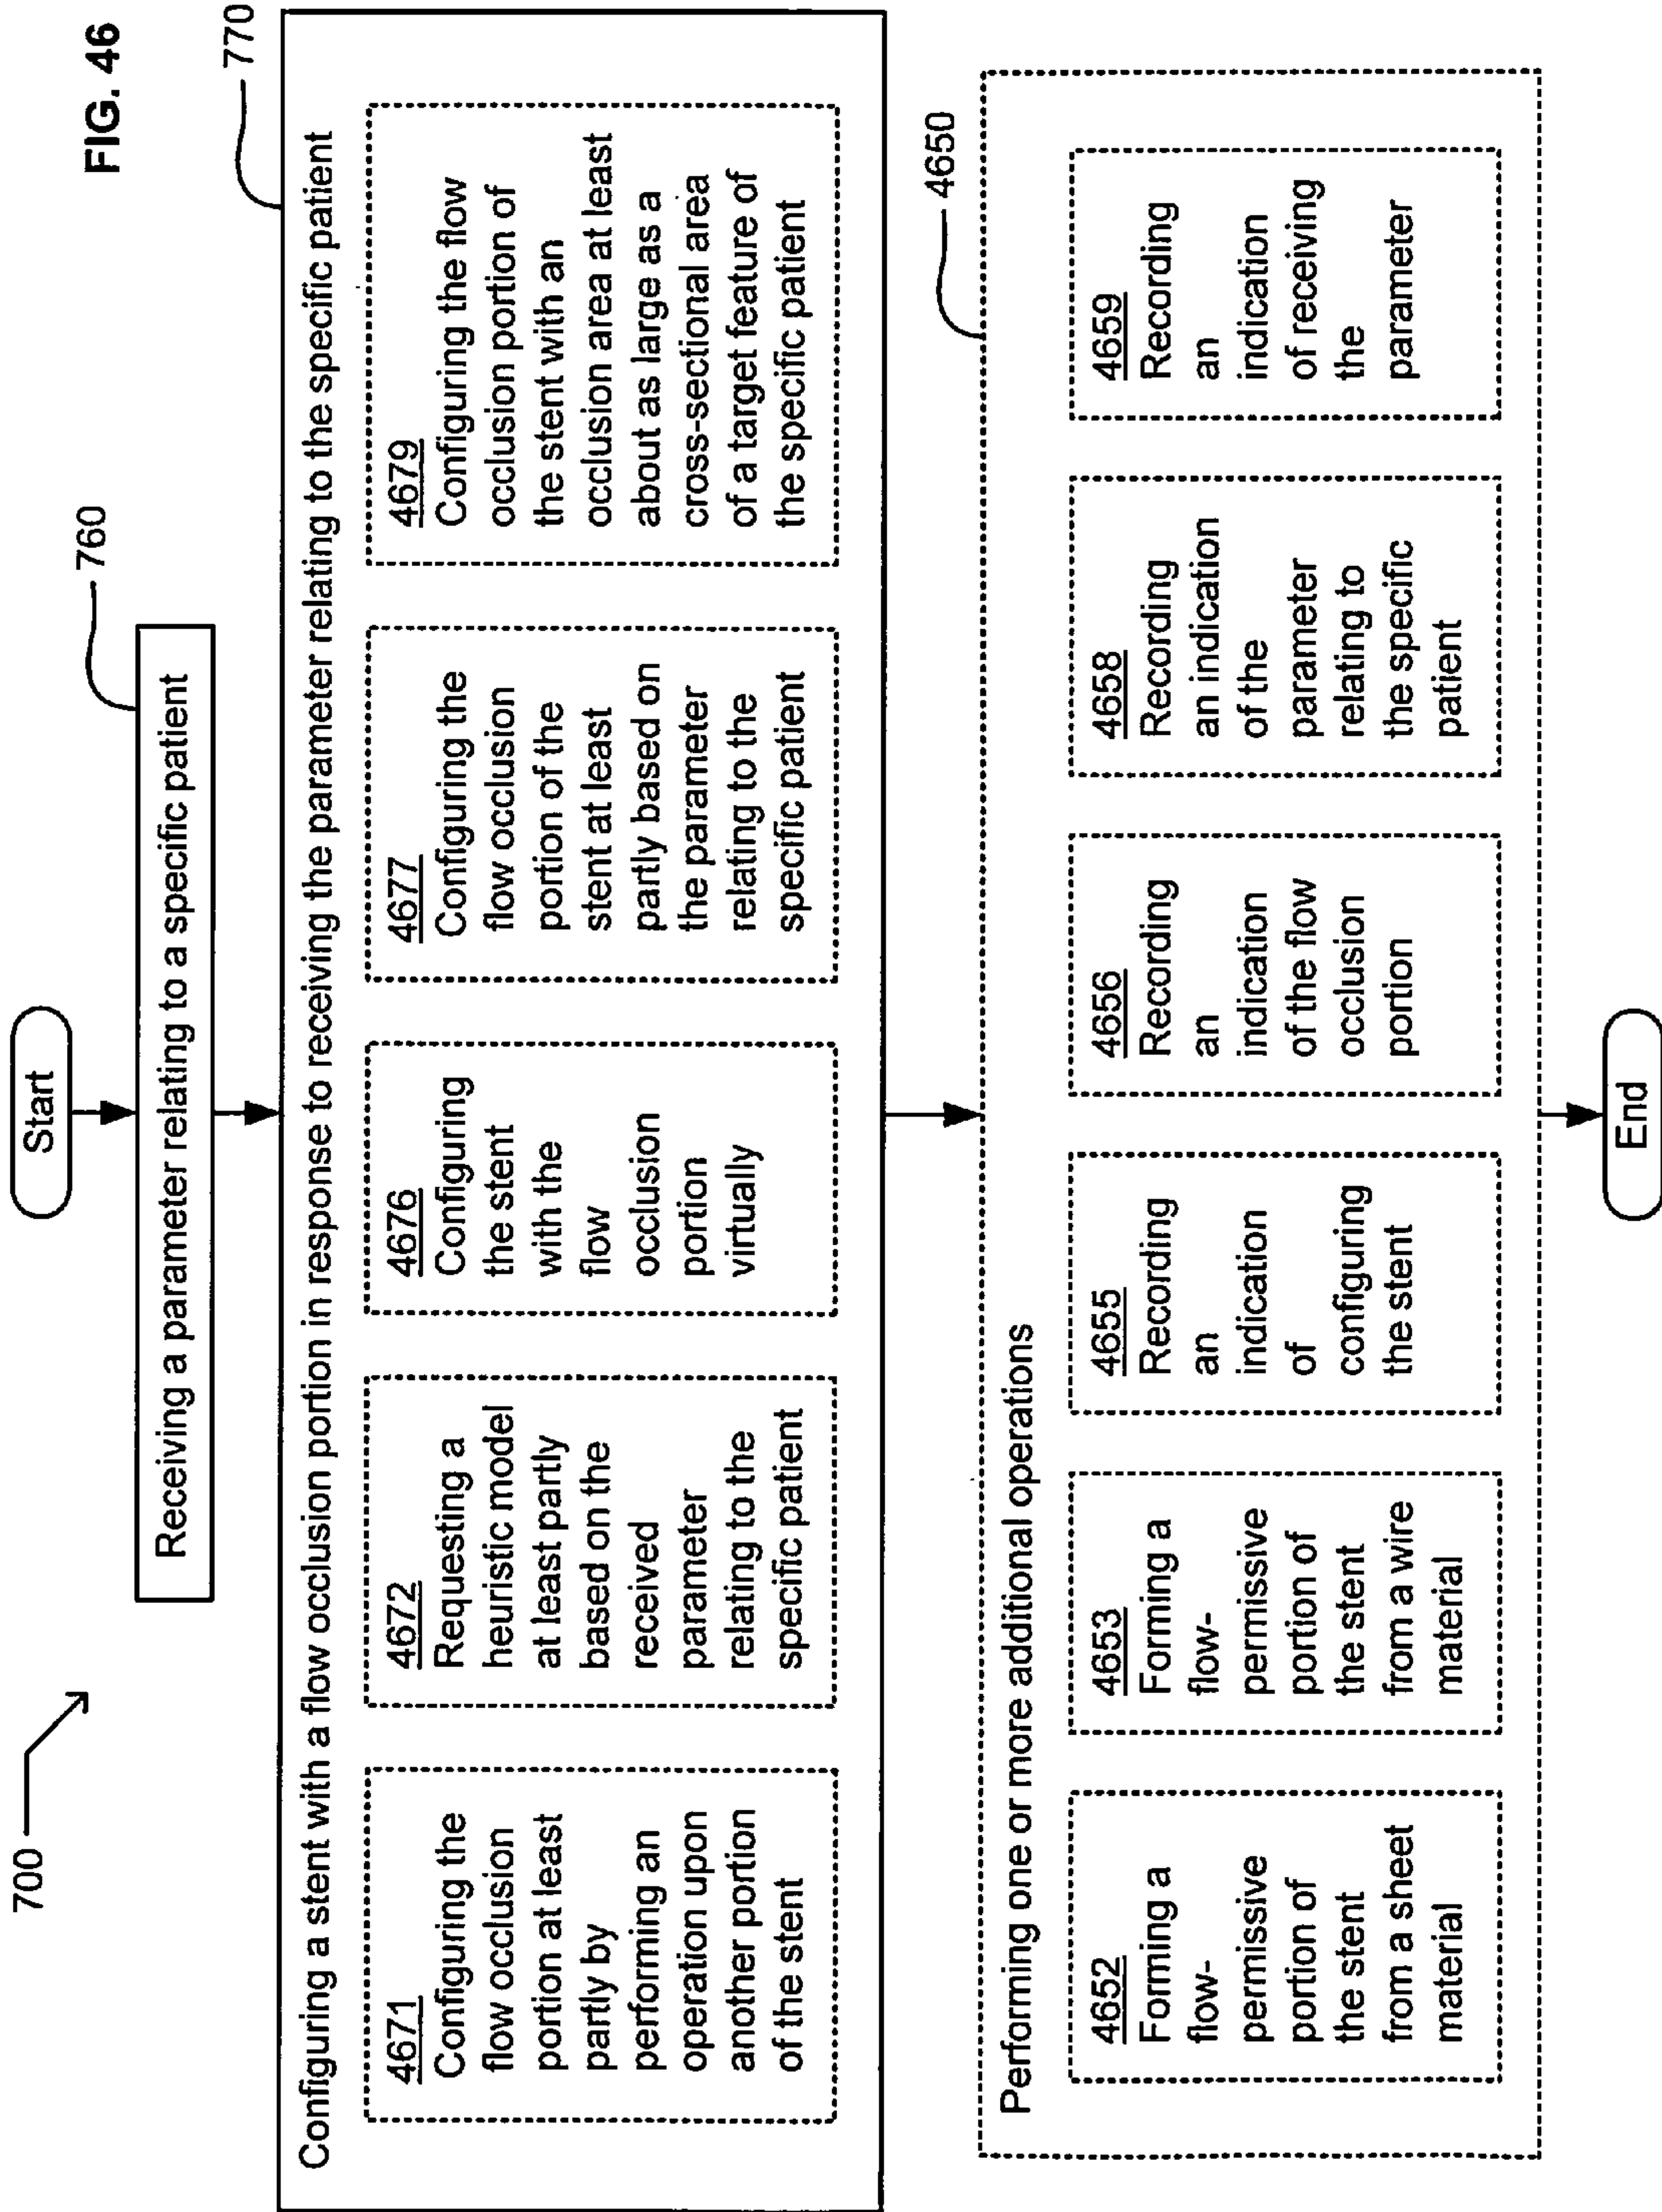 FIG. 46
700
Start
760
Receiving a parameter relating to a specific patient
770
Configuring a stent with a flow occlusion portion in response to receiving the parameter relating to the specific patient
4671
Configuring the
flow occlusion
portion at least
partly by
performing an
operation upon
another portion
of the stent
4672
Requesting a
heuristic model
at least partly
based on the
received
parameter
relating to the
specific patient
4676
Configuring
the stent
with the
flow
occlusion
portion
virtually
4677
Configuring the
flow occlusion
portion of the
stent at least
partly based on
the parameter
relating to the
specific patient
4679
Configuring the flow
occlusion portion of
the stent with an
occlusion area at least
about as large as a
cross-sectional area
of a target feature of
the specific patient
4650
Performing one or more additional operations
4652
Forming a
flow-
permissive
portion of
the stent
from a sheet
material
4653
Forming a
flow-
permissive
portion of
the stent
from a wire
material
4655
Recording
an
indication
of
configuring
the stent
4656
Recording
an
indication
of the flow
occlusion
portion
4658
Recording
an indication
of the
parameter
relating to
the specific
patient
4659
Recording
an
indication
of receiving
the
parameter
End